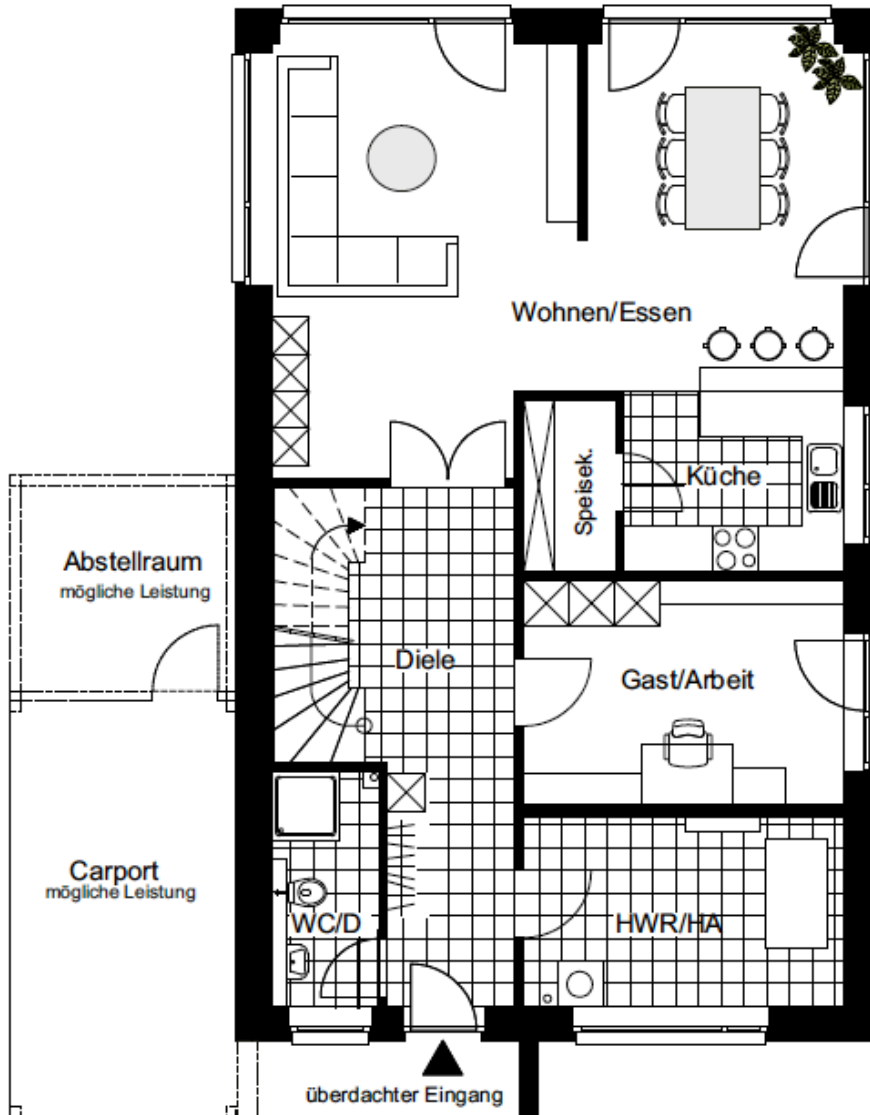 Wohnen/Essen
Speisek.
Küche
Abstellraum
mögliche Leistung
Diele
Gast/Arbeit
Carport
mögliche Leistung
WC/D
HWR/HA
überdachter Eingang